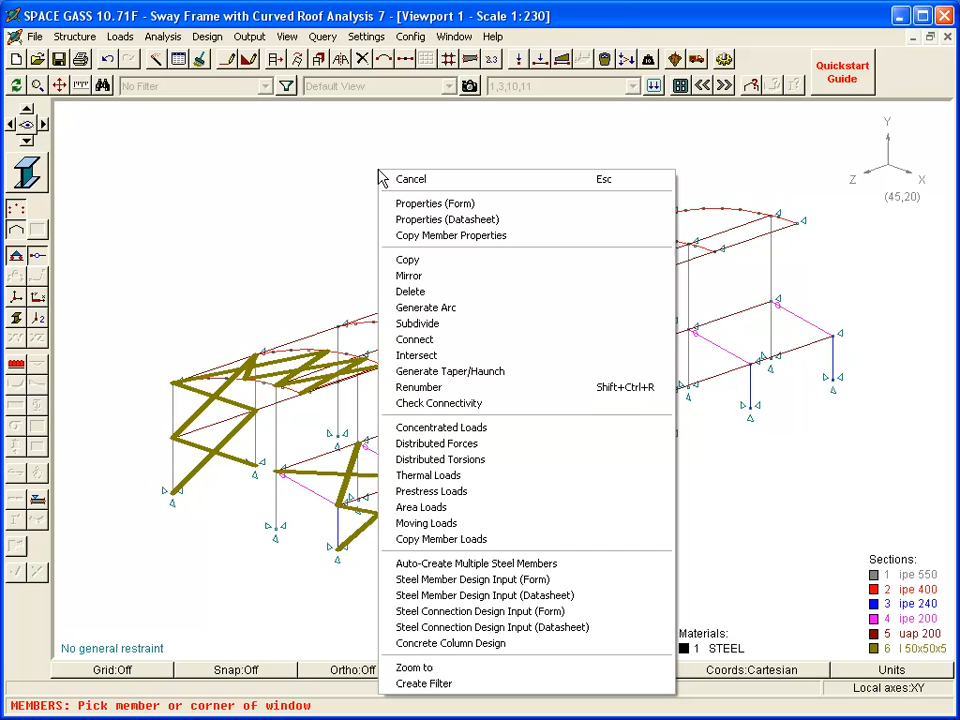 SPACE GASS 10.71F - Sway Frame with Curved Roof Analysis 7 - [Viewport 1 - Scale 1:230]
File Structure Loads Analysis Design Output View Query Settings Config Window Help
2.3
Quickstart
Guide
No Filter Default View 1,3,10,11
Y
Z X
(45,20)
Cancel Esc
Properties (Form)
Properties (Datasheet)
Copy Member Properties
Copy
Mirror
Delete
Generate Arc
Subdivide
Connect
Intersect
Generate Taper/Haunch
Renumber Shift+Ctrl+R
Check Connectivity
Concentrated Loads
Distributed Forces
Distributed Torsions
Thermal Loads
Prestress Loads
Area Loads
Moving Loads
Copy Member Loads
Auto-Create Multiple Steel Members
Steel Member Design Input (Form)
Steel Member Design Input (Datasheet)
Steel Connection Design Input (Form)
Steel Connection Design Input (Datasheet)
Concrete Column Design
Zoom to
Create Filter
Sections:
1 ipe 550
2 ipe 400
3 ipe 240
4 ipe 200
5 uap 200
6 l 50x50x5
Materials:
1 STEEL
No general restraint
Grid:Off Snap:Off Ortho:Off Coords:Cartesian Units
Local axes:XY
MEMBERS: Pick member or corner of window